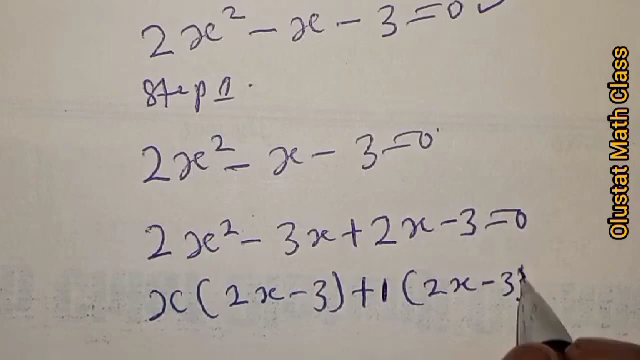 2x² - x - 3 = 0 ✓
Step 1.
2x² - x - 3 = 0
2x² - 3x + 2x - 3 = 0
x(2x - 3) + 1(2x - 3)
Olustat Math Class